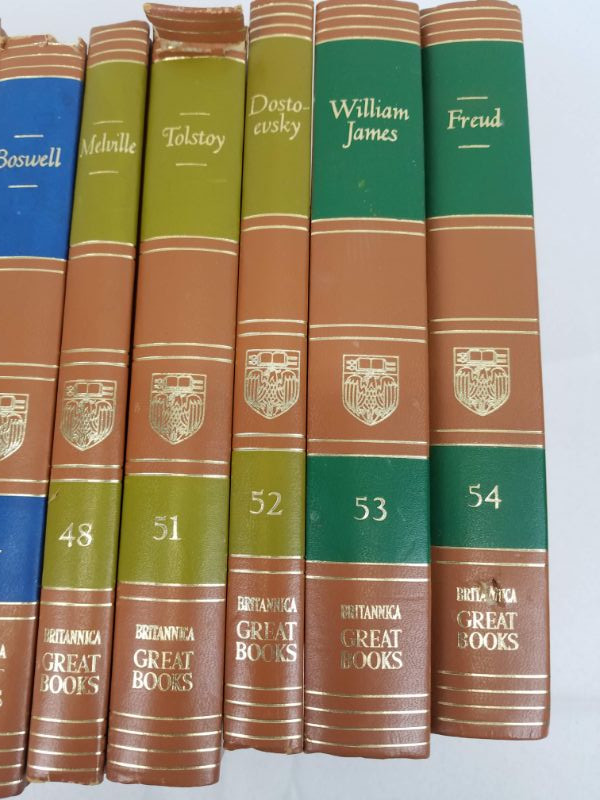 Boswell
Melville
48
BRITANNICA
GREAT
BOOKS
Tolstoy
51
BRITANNICA
GREAT
BOOKS
Dosto-
evsky
52
BRITANNICA
GREAT
BOOKS
William
James
53
BRITANNICA
GREAT
BOOKS
Freud
54
BRITANNICA
GREAT
BOOKS